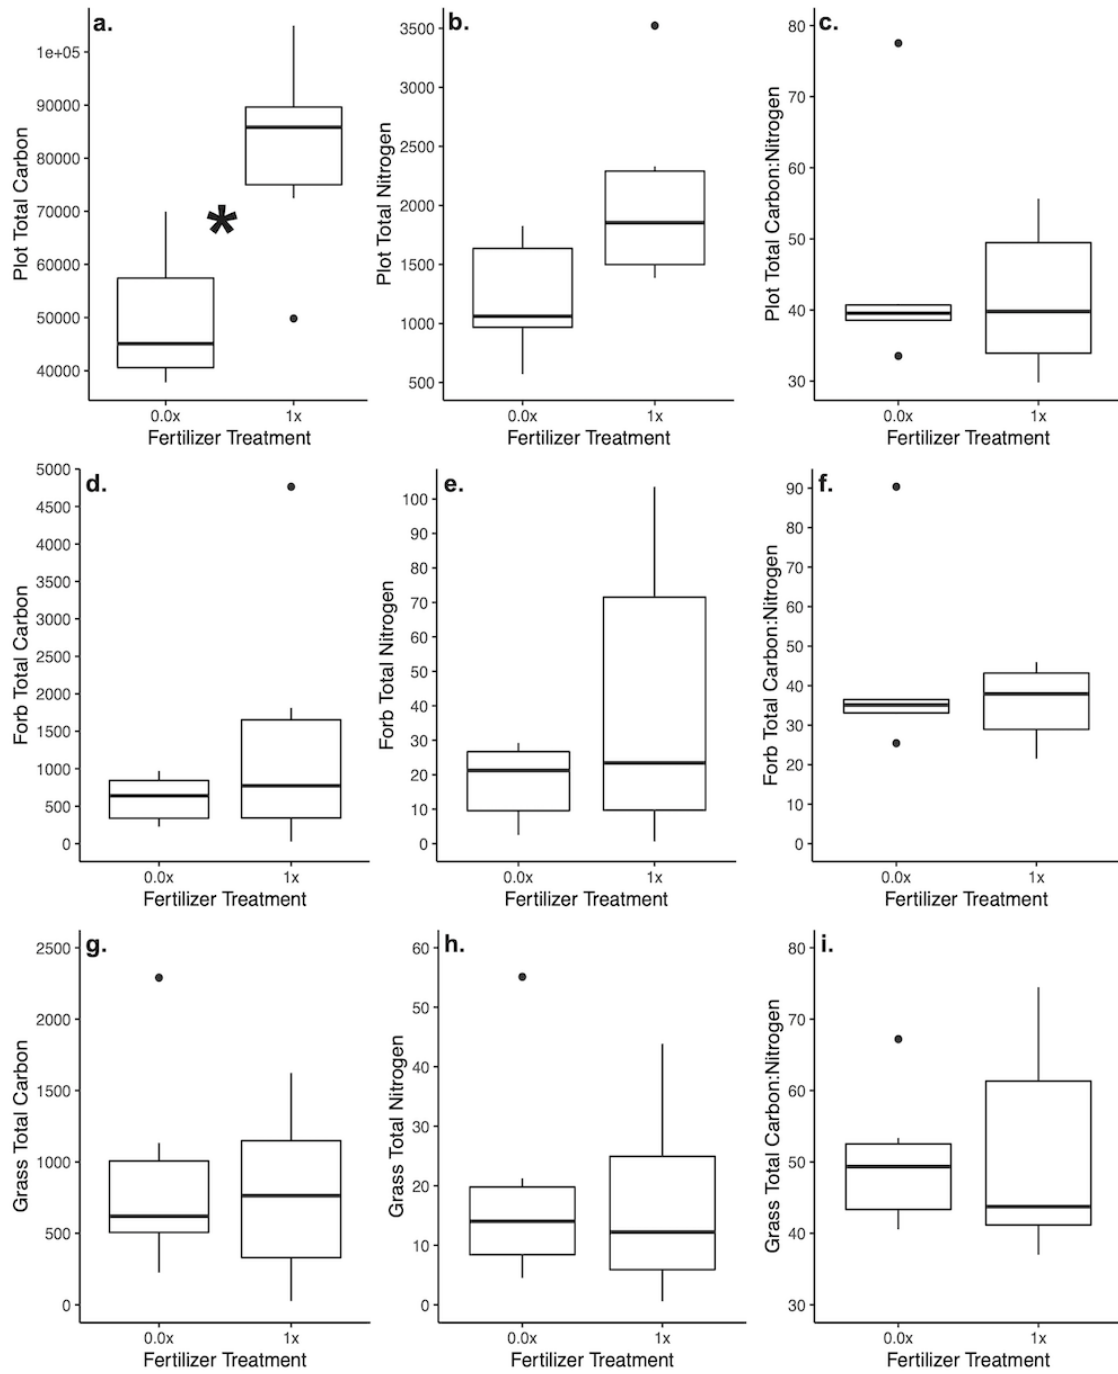 a.
Plot Total Carbon
1e+05
90000
80000
70000
60000
50000
40000
*
0.0x 1x
Fertilizer Treatment
b.
Plot Total Nitrogen
3500
3000
2500
2000
1500
1000
500
0.0x 1x
Fertilizer Treatment
c.
Plot Total Carbon:Nitrogen
80
70
60
50
40
30
0.0x 1x
Fertilizer Treatment
d.
Forb Total Carbon
5000
4500
4000
3500
3000
2500
2000
1500
1000
500
0
0.0x 1x
Fertilizer Treatment
e.
Forb Total Nitrogen
100
90
80
70
60
50
40
30
20
10
0
0.0x 1x
Fertilizer Treatment
f.
Forb Total Carbon:Nitrogen
90
80
70
60
50
40
30
20
10
0
0.0x 1x
Fertilizer Treatment
g.
Grass Total Carbon
2500
2000
1500
1000
500
0
0.0x 1x
Fertilizer Treatment
h.
Grass Total Nitrogen
60
50
40
30
20
10
0
0.0x 1x
Fertilizer Treatment
i.
Grass Total Carbon:Nitrogen
80
70
60
50
40
30
0.0x 1x
Fertilizer Treatment